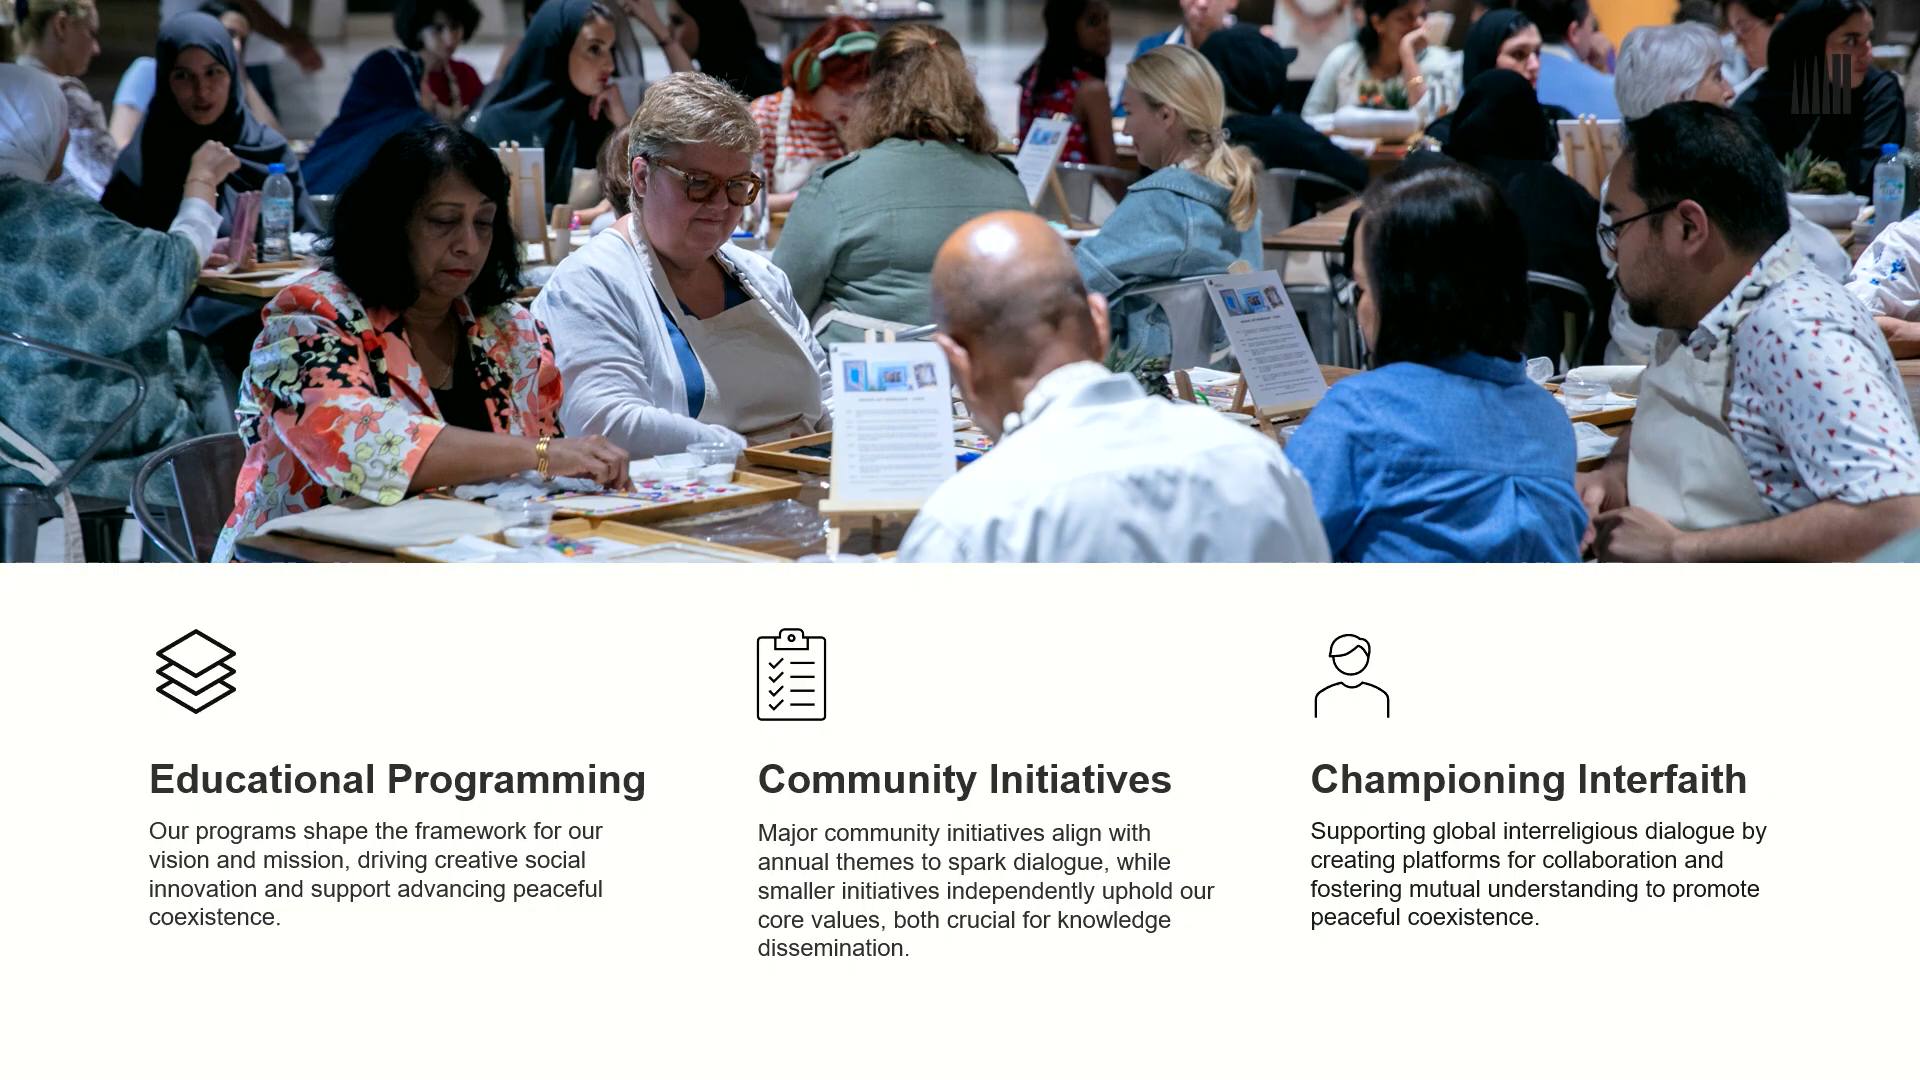 Educational Programming
Our programs shape the framework for our
vision and mission, driving creative social
innovation and support advancing peaceful
coexistence.
Community Initiatives
Major community initiatives align with
annual themes to spark dialogue, while
smaller initiatives independently uphold our
core values, both crucial for knowledge
dissemination.
Championing Interfaith
Supporting global interreligious dialogue by
creating platforms for collaboration and
fostering mutual understanding to promote
peaceful coexistence.